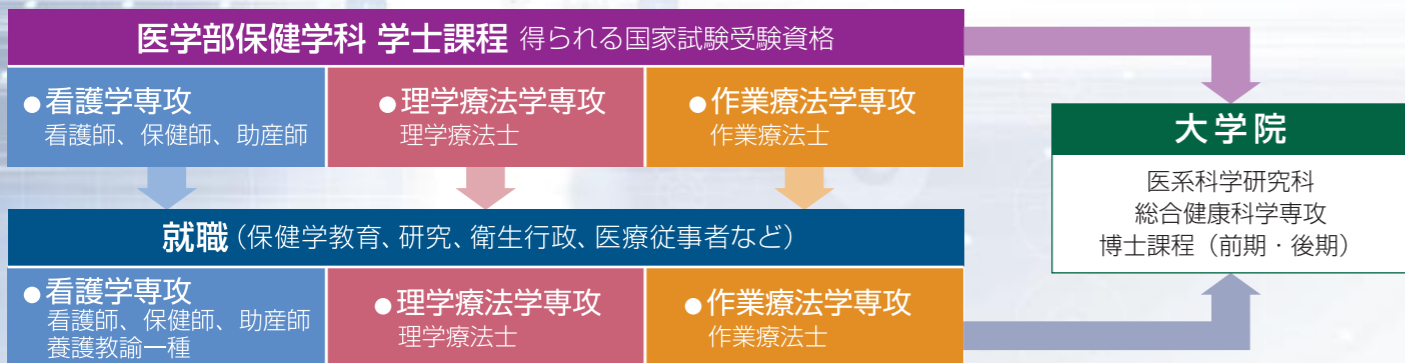 医学部保健学科 学士課程 得られる国家試験受験資格
●看護学専攻
看護師、保健師、助産師
●理学療法学専攻
理学療法士
●作業療法学専攻
作業療法士
就職(保健学教育、研究、衛生行政、医療従事者など)
●看護学専攻
看護師、保健師、助産師
養護教諭一種
●理学療法学専攻
理学療法士
●作業療法学専攻
作業療法士
大学院
医系科学研究科
総合健康科学専攻
博士課程(前期・後期)